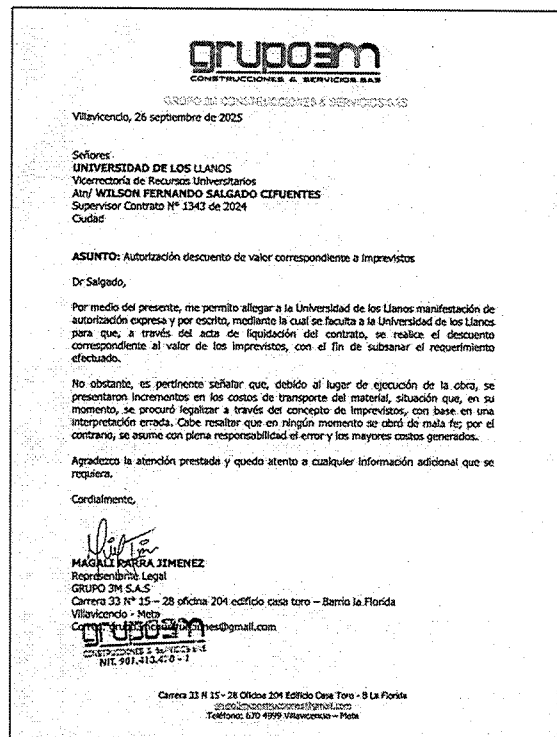 grupo3m
CONSTRUCCIONES & SERVICIOS SAS
GRUPO 3M CONSTRUCCIONES & SERVICIOS SAS
Villavicencio, 26 septiembre de 2025
Señores
UNIVERSIDAD DE LOS LLANOS
Vicerrectoría de Recursos Universitarios
Atn/ WILSON FERNANDO SALGADO CIFUENTES
Supervisor Contrato N° 1343 de 2024
Ciudad
ASUNTO: Autorización descuento de valor correspondiente a imprevistos
Dr Salgado,
Por medio del presente, me permito allegar a la Universidad de los Llanos manifestación de
autorización expresa y por escrito, mediante la cual se faculta a la Universidad de los Llanos
para que, a través del acta de liquidación del contrato, se realice el descuento
correspondiente al valor de los imprevistos, con el fin de subsanar el requerimiento
efectuado.
No obstante, es pertinente señalar que, debido al lugar de ejecución de la obra, se
presentaron incrementos en los costos de transporte del material, situación que, en su
momento, se procuró legalizar a través del concepto de imprevistos, con base en una
interpretación errada. Cabe resaltar que en ningún momento se obró de mala fe; por el
contrario, se asume con plena responsabilidad el error y los mayores costos generados.
Agradezco la atención prestada y quedo atento a cualquier información adicional que se
requiera.
Cordialmente,
MAGALI PARRA JIMENEZ
Representante Legal
GRUPO 3M S.A.S
Carrera 33 N° 15 – 28 oficina 204 edificio casa toro – Barrio la Florida
Villavicencio - Meta
grupo3m
CONSTRUCCIONES & SERVICIOS SAS
NIT. 901.413.410 - 1
Carrera 33 N 15 - 28 Oficina 204 Edificio Casa Toro - B La Florida
Teléfono: 670 4999 Villavicencio – Meta